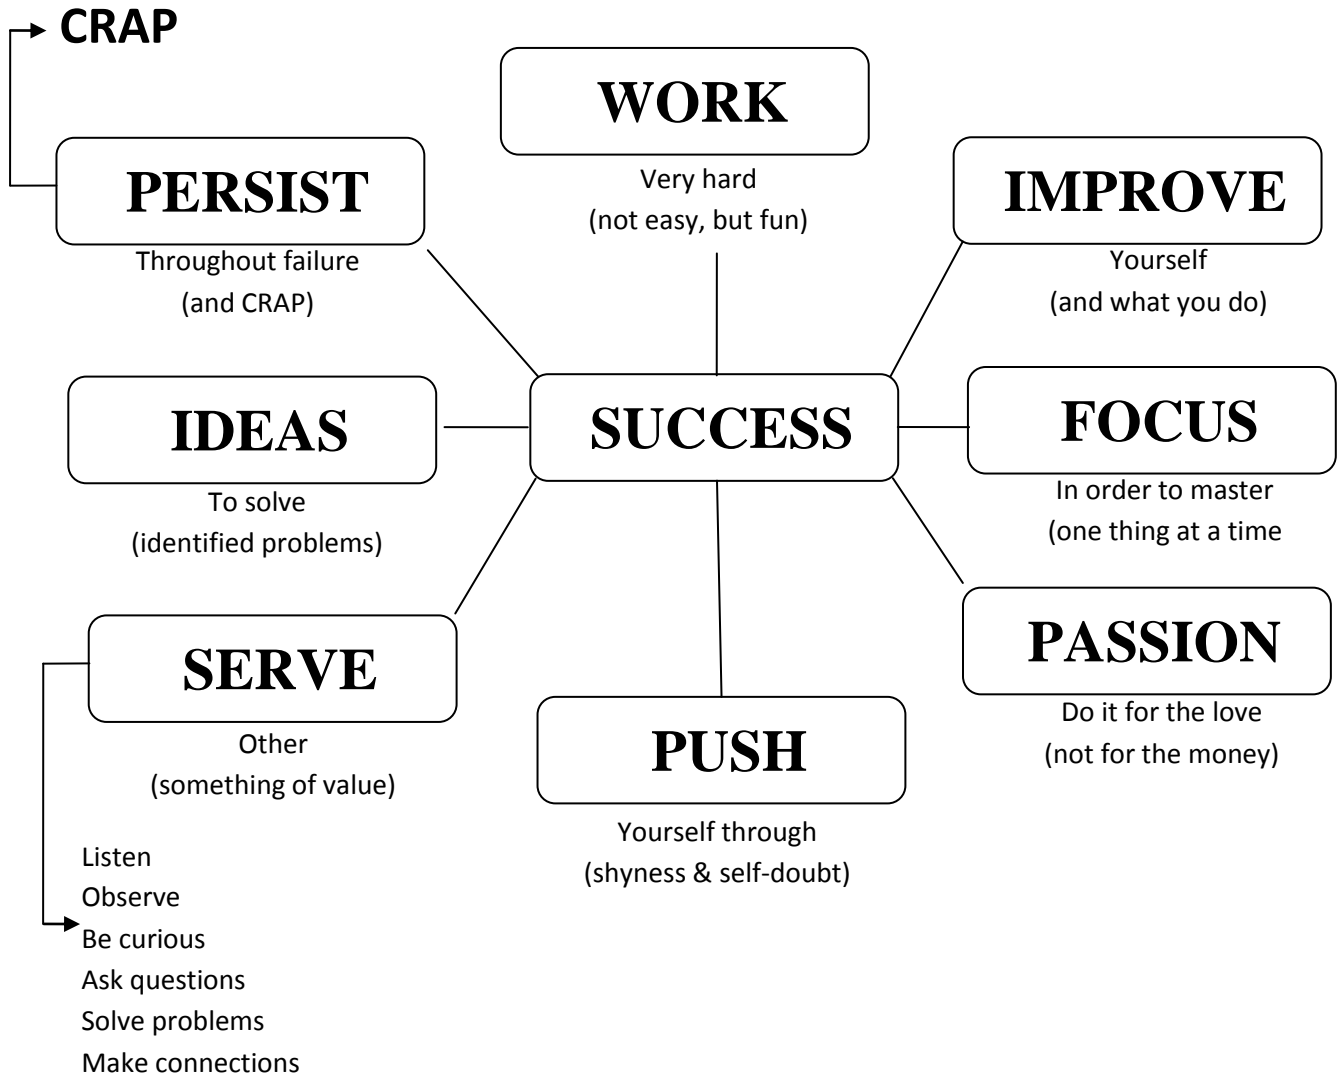 CRAP
WORK
Very hard
(not easy, but fun)
PERSIST
Throughout failure
(and CRAP)
IMPROVE
Yourself
(and what you do)
IDEAS
To solve
(identified problems)
SUCCESS
FOCUS
In order to master
(one thing at a time
SERVE
Other
(something of value)
PUSH
Yourself through
(shyness & self-doubt)
PASSION
Do it for the love
(not for the money)
Listen
Observe
Be curious
Ask questions
Solve problems
Make connections